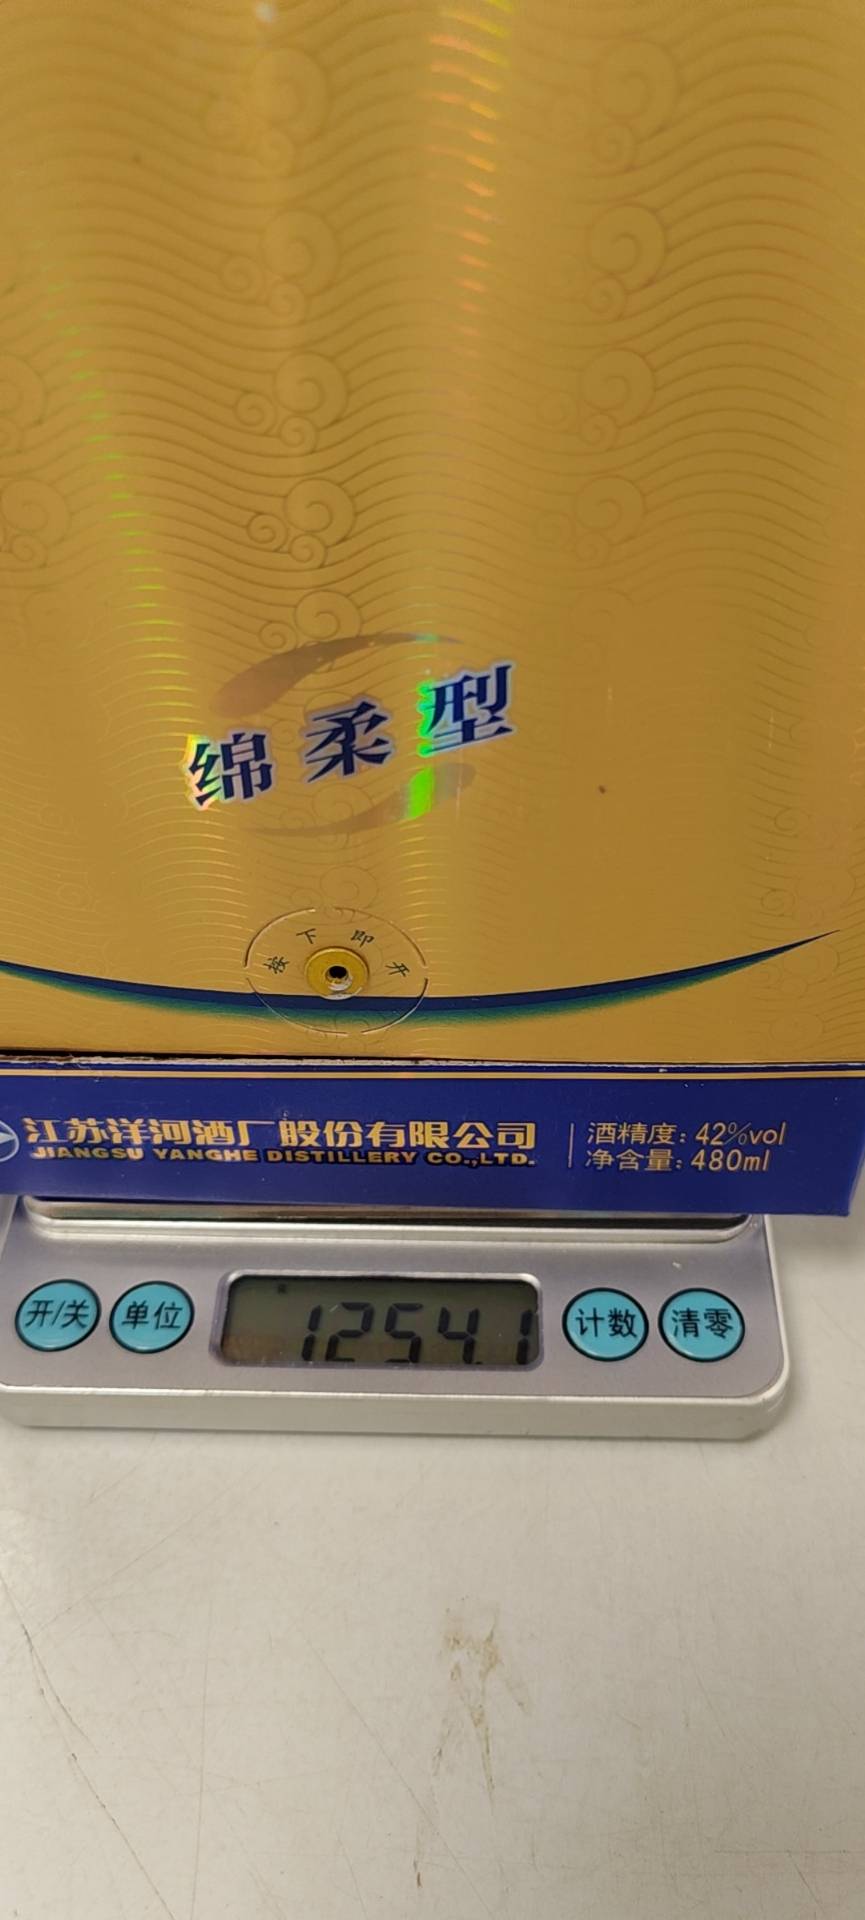 绵柔型
按下即开
江苏洋河酒厂股份有限公司
JIANGSU YANGHE DISTILLERY CO.,LTD.
酒精度：42%vol
净含量：480ml
开/关
单位
1254.1
计数
清零